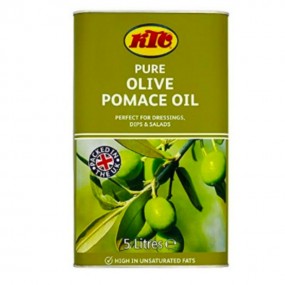 KTC
PURE
OLIVE
POMACE OIL
PERFECT FOR DRESSINGS,
DIPS & SALADS
PACKED IN
THE UK
5 Litres ℮
HIGH IN UNSATURATED FATS